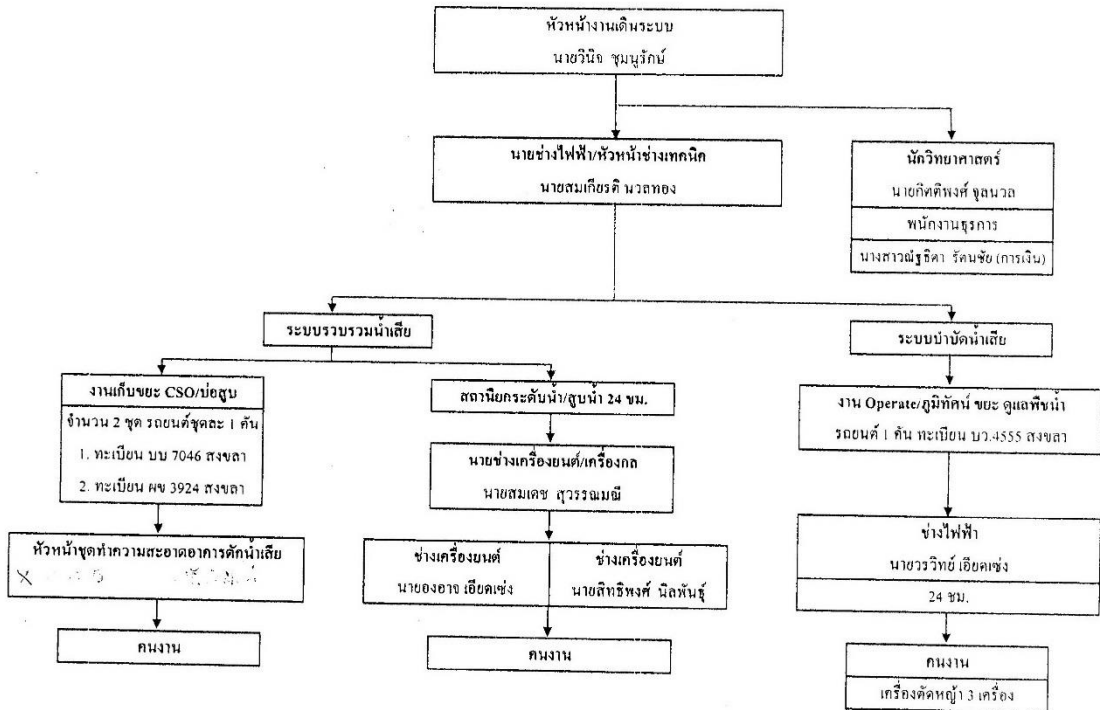 หัวหน้างานเดินระบบ
นายวินิจ ชุมนูรักษ์
นายช่างไฟฟ้า/หัวหน้าช่างเทคนิค
นายสมเกียรติ นวลทอง
นักวิทยาศาสตร์
นายกิตติพงศ์ จุลนวล
พนักงานธุรการ
นางสาวณัฐธิดา รัตนชัย (การเงิน)
ระบบรวบรวมน้ำเสีย
ระบบบำบัดน้ำเสีย
งานเก็บขยะ CSO/บ่อสูบ
จำนวน 2 ชุด รถยนต์ชุดละ 1 คัน
1. ทะเบียน บบ 7046 สงขลา
2. ทะเบียน ผข 3924 สงขลา
สถานียกระดับน้ำ/สูบน้ำ 24 ชม.
งาน Operate/ภูมิทัศน์ ขยะ ดูแลพืชน้ำ
รถยนต์ 1 คัน ทะเบียน บว.4555 สงขลา
นายช่างเครื่องยนต์/เครื่องกล
นายสมเดช สุวรรณมณี
หัวหน้าชุดทำความสะอาดอาคารดักน้ำเสีย
ช่างเครื่องยนต์
นายองอาจ เอียดเซ่ง
ช่างเครื่องยนต์
นายสิทธิพงศ์ นิลพันธุ์
ช่างไฟฟ้า
นายวรวิทย์ เอียดเซ่ง
24 ชม.
คนงาน
คนงาน
คนงาน
เครื่องตัดหญ้า 3 เครื่อง